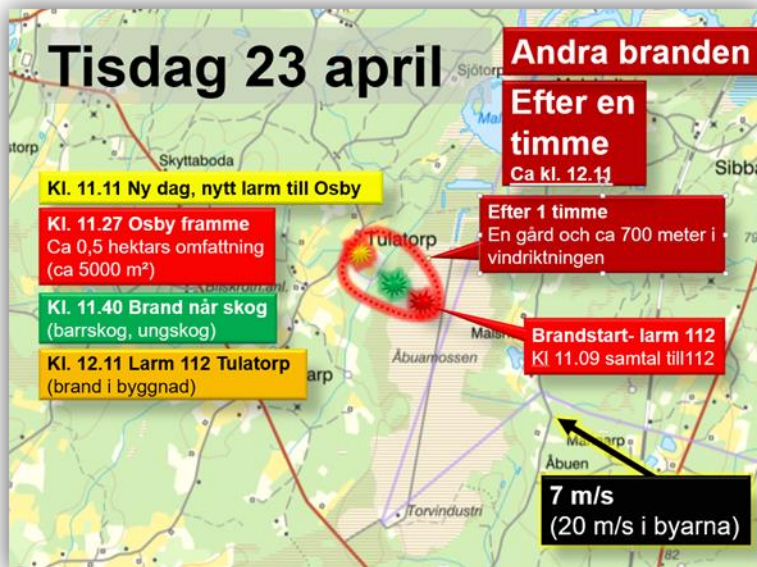 Tisdag 23 april
Andra branden
Efter en
timme
Ca kl. 12.11
Sjötorp
storp
Skyttaboda
Sibba
Kl. 11.11 Ny dag, nytt larm till Osby
Kl. 11.27 Osby framme
Ca 0,5 hektars omfattning
(ca 5000 m²)
Tulatorp
Efter 1 timme
En gård och ca 700 meter i
vindriktningen
79
Kl. 11.40 Brand når skog
(barrskog, ungskog)
Brandstart- larm 112
Kl 11.09 samtal till112
Åbuamossen
Kl. 12.11 Larm 112 Tulatorp
(brand i byggnad)
arp
Åbuen
7 m/s
(20 m/s i byarna)
Torvindustri
82